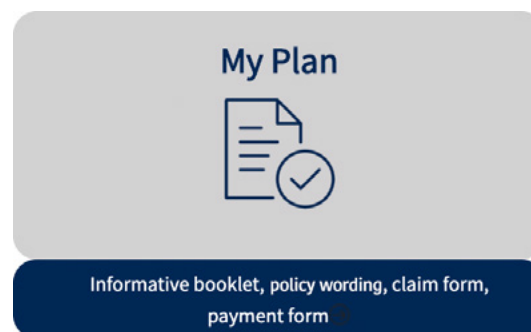 My Plan
Informative booklet, policy wording, claim form,
payment form